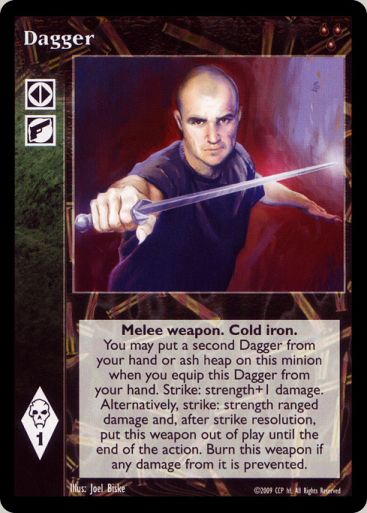 Dagger
Melee weapon. Cold iron.
You may put a second Dagger from
your hand or ash heap on this minion
when you equip this Dagger from
your hand. Strike: strength+1 damage.
Alternatively, strike: strength ranged
damage and, after strike resolution,
put this weapon out of play until the
end of the action. Burn this weapon if
any damage from it is prevented.
1
Illus: Joel Biske
©2009 CCP hf. All Rights Reserved